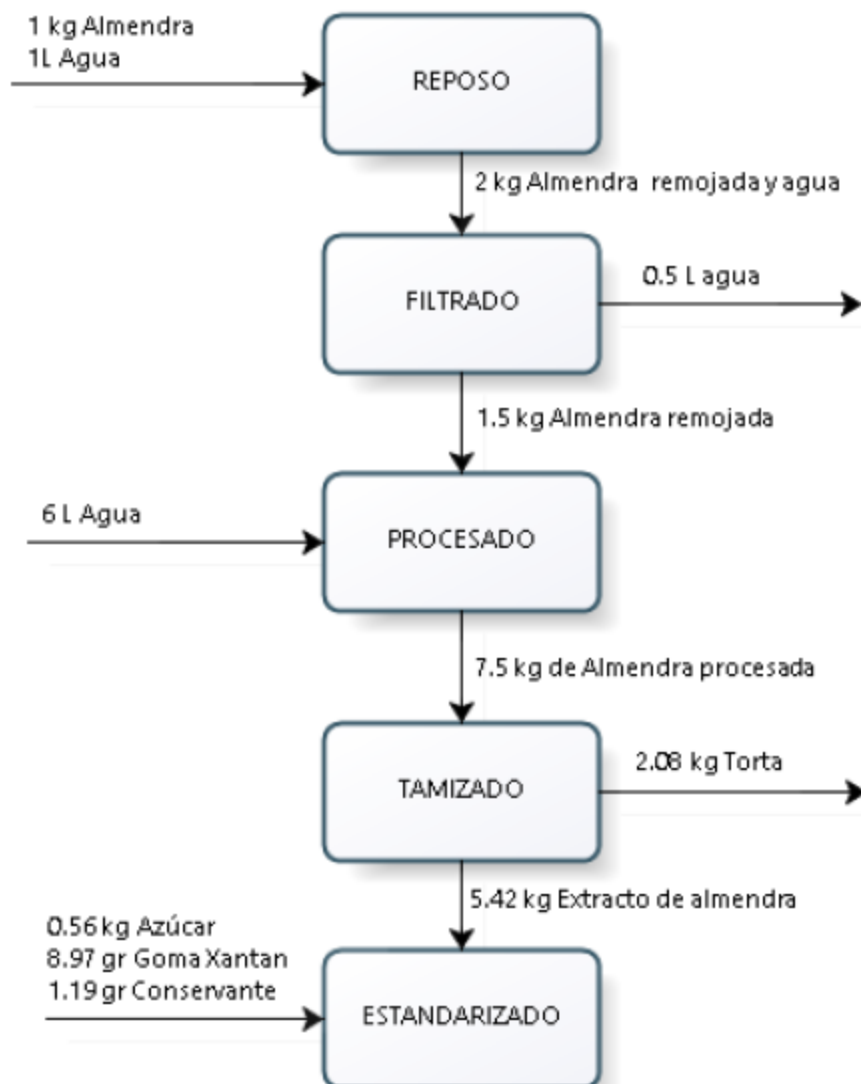 1 kg Almendra
1L Agua
REPOSO
2 kg Almendra remojada y agua
FILTRADO
0.5 L agua
1.5 kg Almendra remojada
6 L Agua
PROCESADO
7.5 kg de Almendra procesada
TAMIZADO
2.08 kg Torta
5.42 kg Extracto de almendra
0.56 kg Azúcar
8.97 gr Goma Xantan
1.19 gr Conservante
ESTANDARIZADO